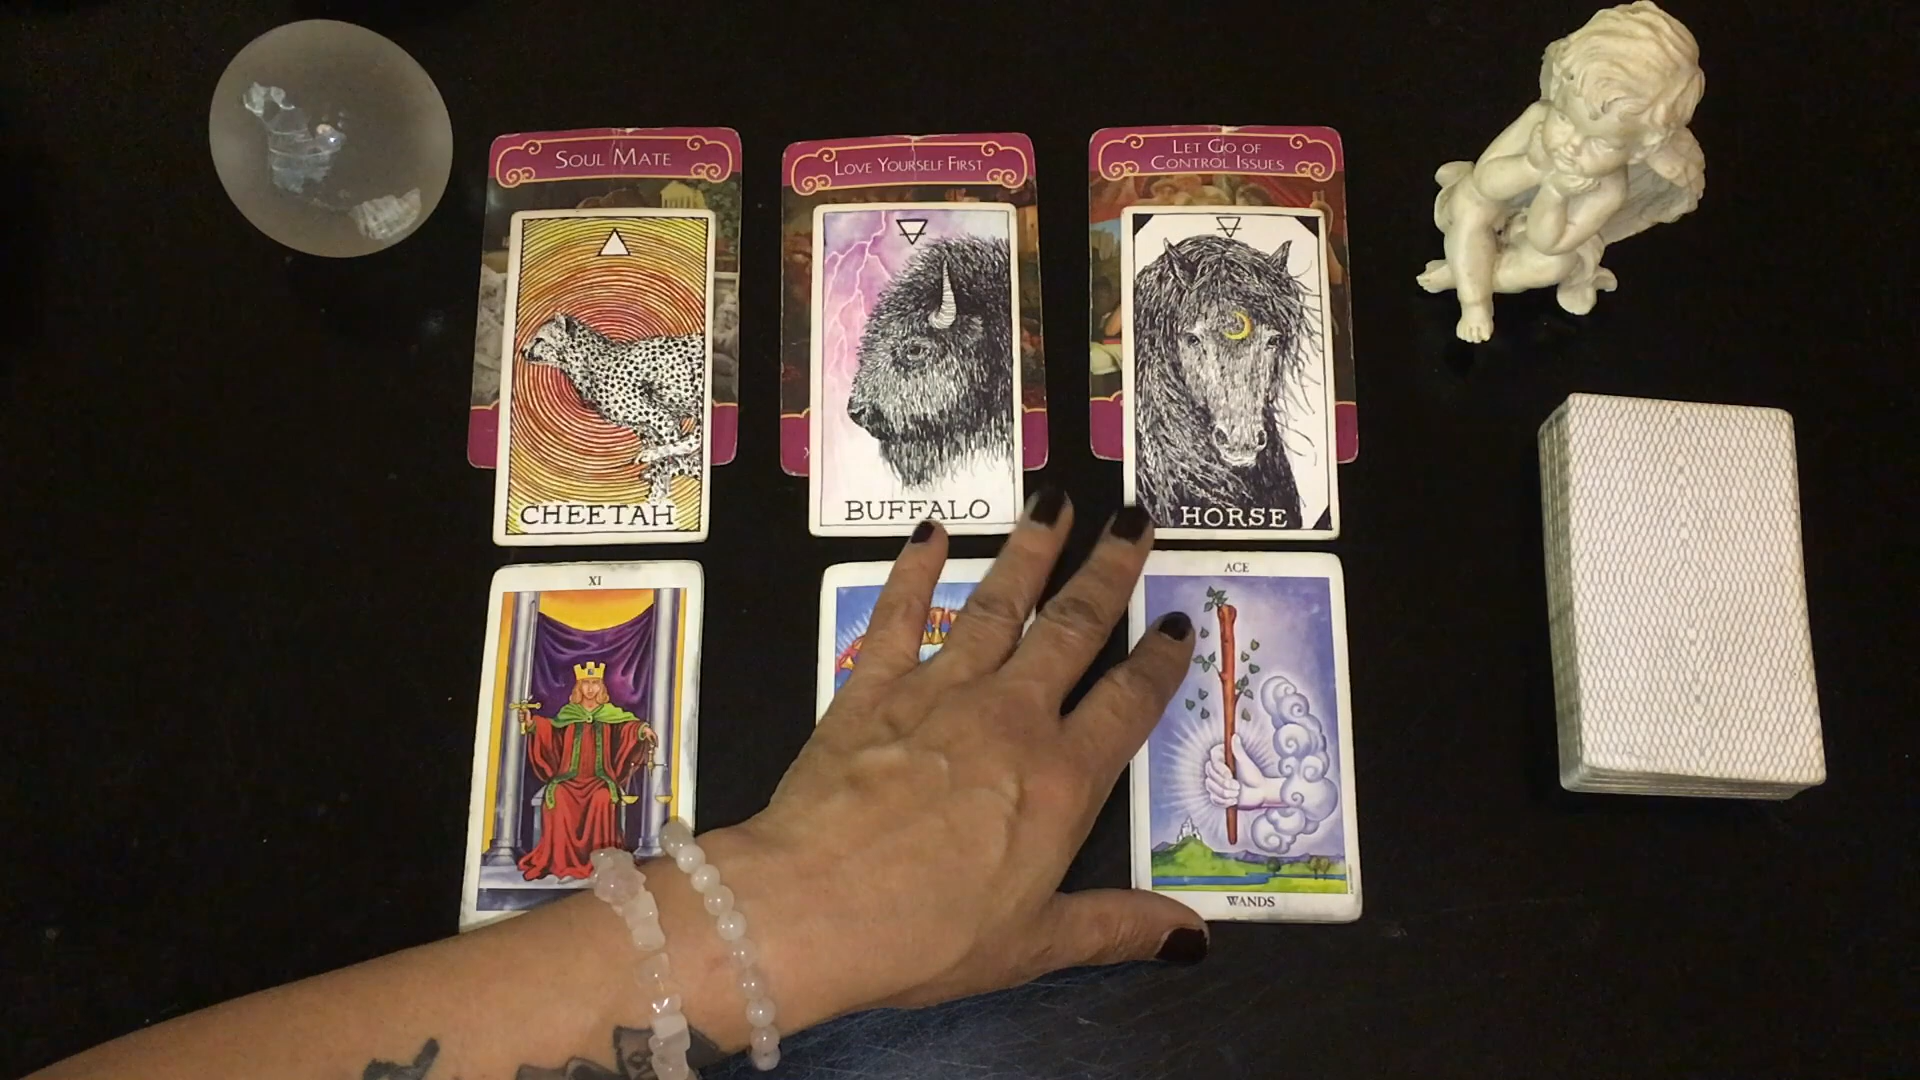 SOUL MATE
LOVE YOURSELF FIRST
LET GO OF
CONTROL ISSUES
CHEETAH
BUFFALO
HORSE
XI
ACE
WANDS